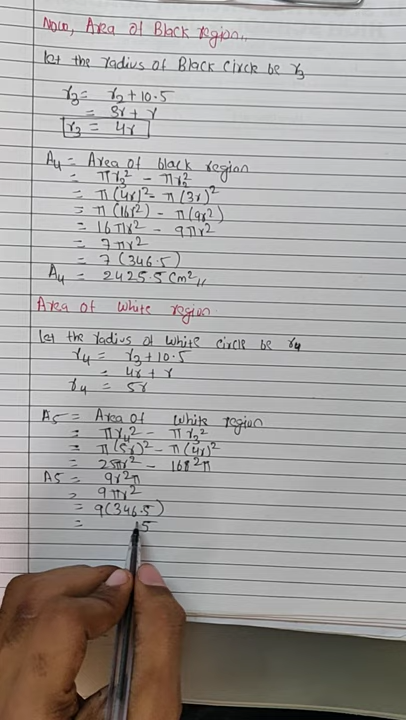 Now, Area of Black region..
let the radius of Black Circle be r₃
r₃ = r₂ + 10.5
= 3r + r
r₃ = 4r
A₄ = Area of black region
= πr₃² - πr₂²
= π(4r)² - π(3r)²
= π(16r²) - π(9r²)
= 16πr² - 9πr²
= 7πr²
= 7(346.5)
A₄ = 2425.5 cm²,,
Area of white region
let the radius of white circle be r₄
r₄ = r₃ + 10.5
= 4r + r
r₄ = 5r
A₅ = Area of white region
= πr₄² - πr₃²
= π(5r)² - π(4r)²
= 25πr² - 16r²π
A₅ = 9r²π
= 9πr²
= 9(346.5)
= .5